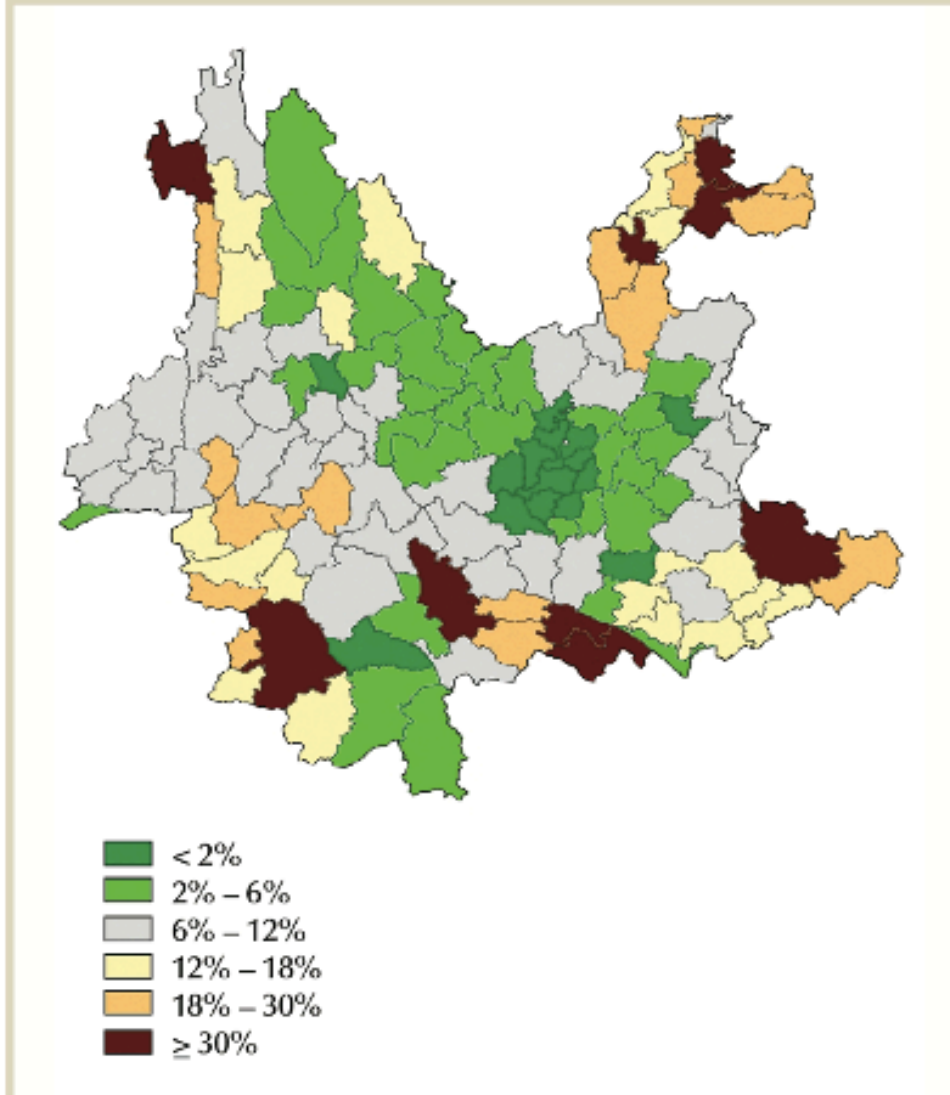 < 2%
2% – 6%
6% – 12%
12% – 18%
18% – 30%
≥ 30%